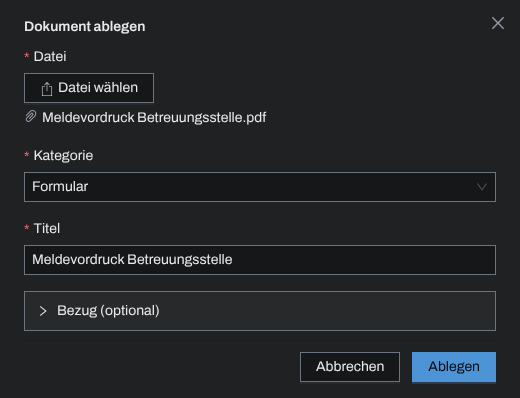 Dokument ablegen
* Datei
Datei wählen
Meldevordruck Betreuungsstelle.pdf
* Kategorie
Formular
* Titel
Meldevordruck Betreuungsstelle
Bezug (optional)
Abbrechen
Ablegen